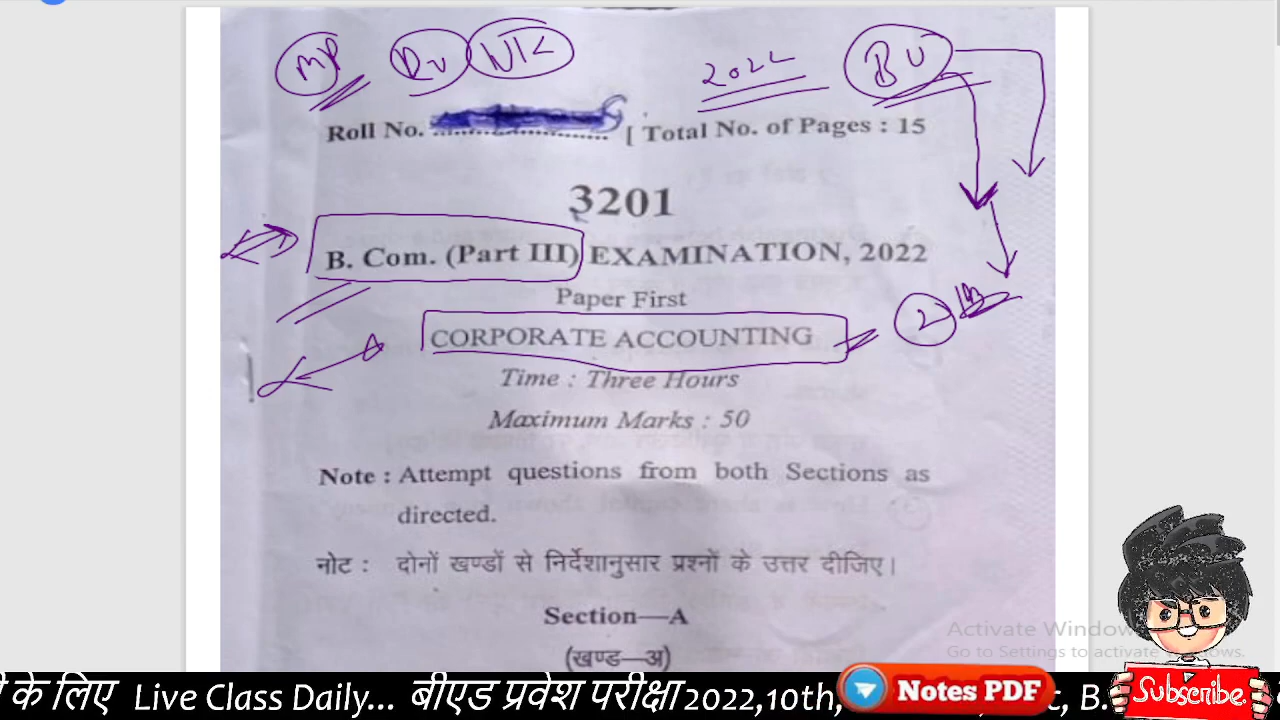 MP RU NK 2022 BU
Roll No. [ Total No. of Pages : 15
3201
B. Com. (Part III) EXAMINATION, 2022
Paper First
CORPORATE ACCOUNTING
2
Time : Three Hours
Maximum Marks : 50
Note : Attempt questions from both Sections as
directed.
नोट : दोनों खण्डों से निर्देशानुसार प्रश्नों के उत्तर दीजिए।
Section—A
(खण्ड—अ)
Activate Windows
Go to Settings to activate Windows.
के लिए Live Class Daily... बीएड प्रवेश परीक्षा 2022,10th,
Notes PDF
Subscribe